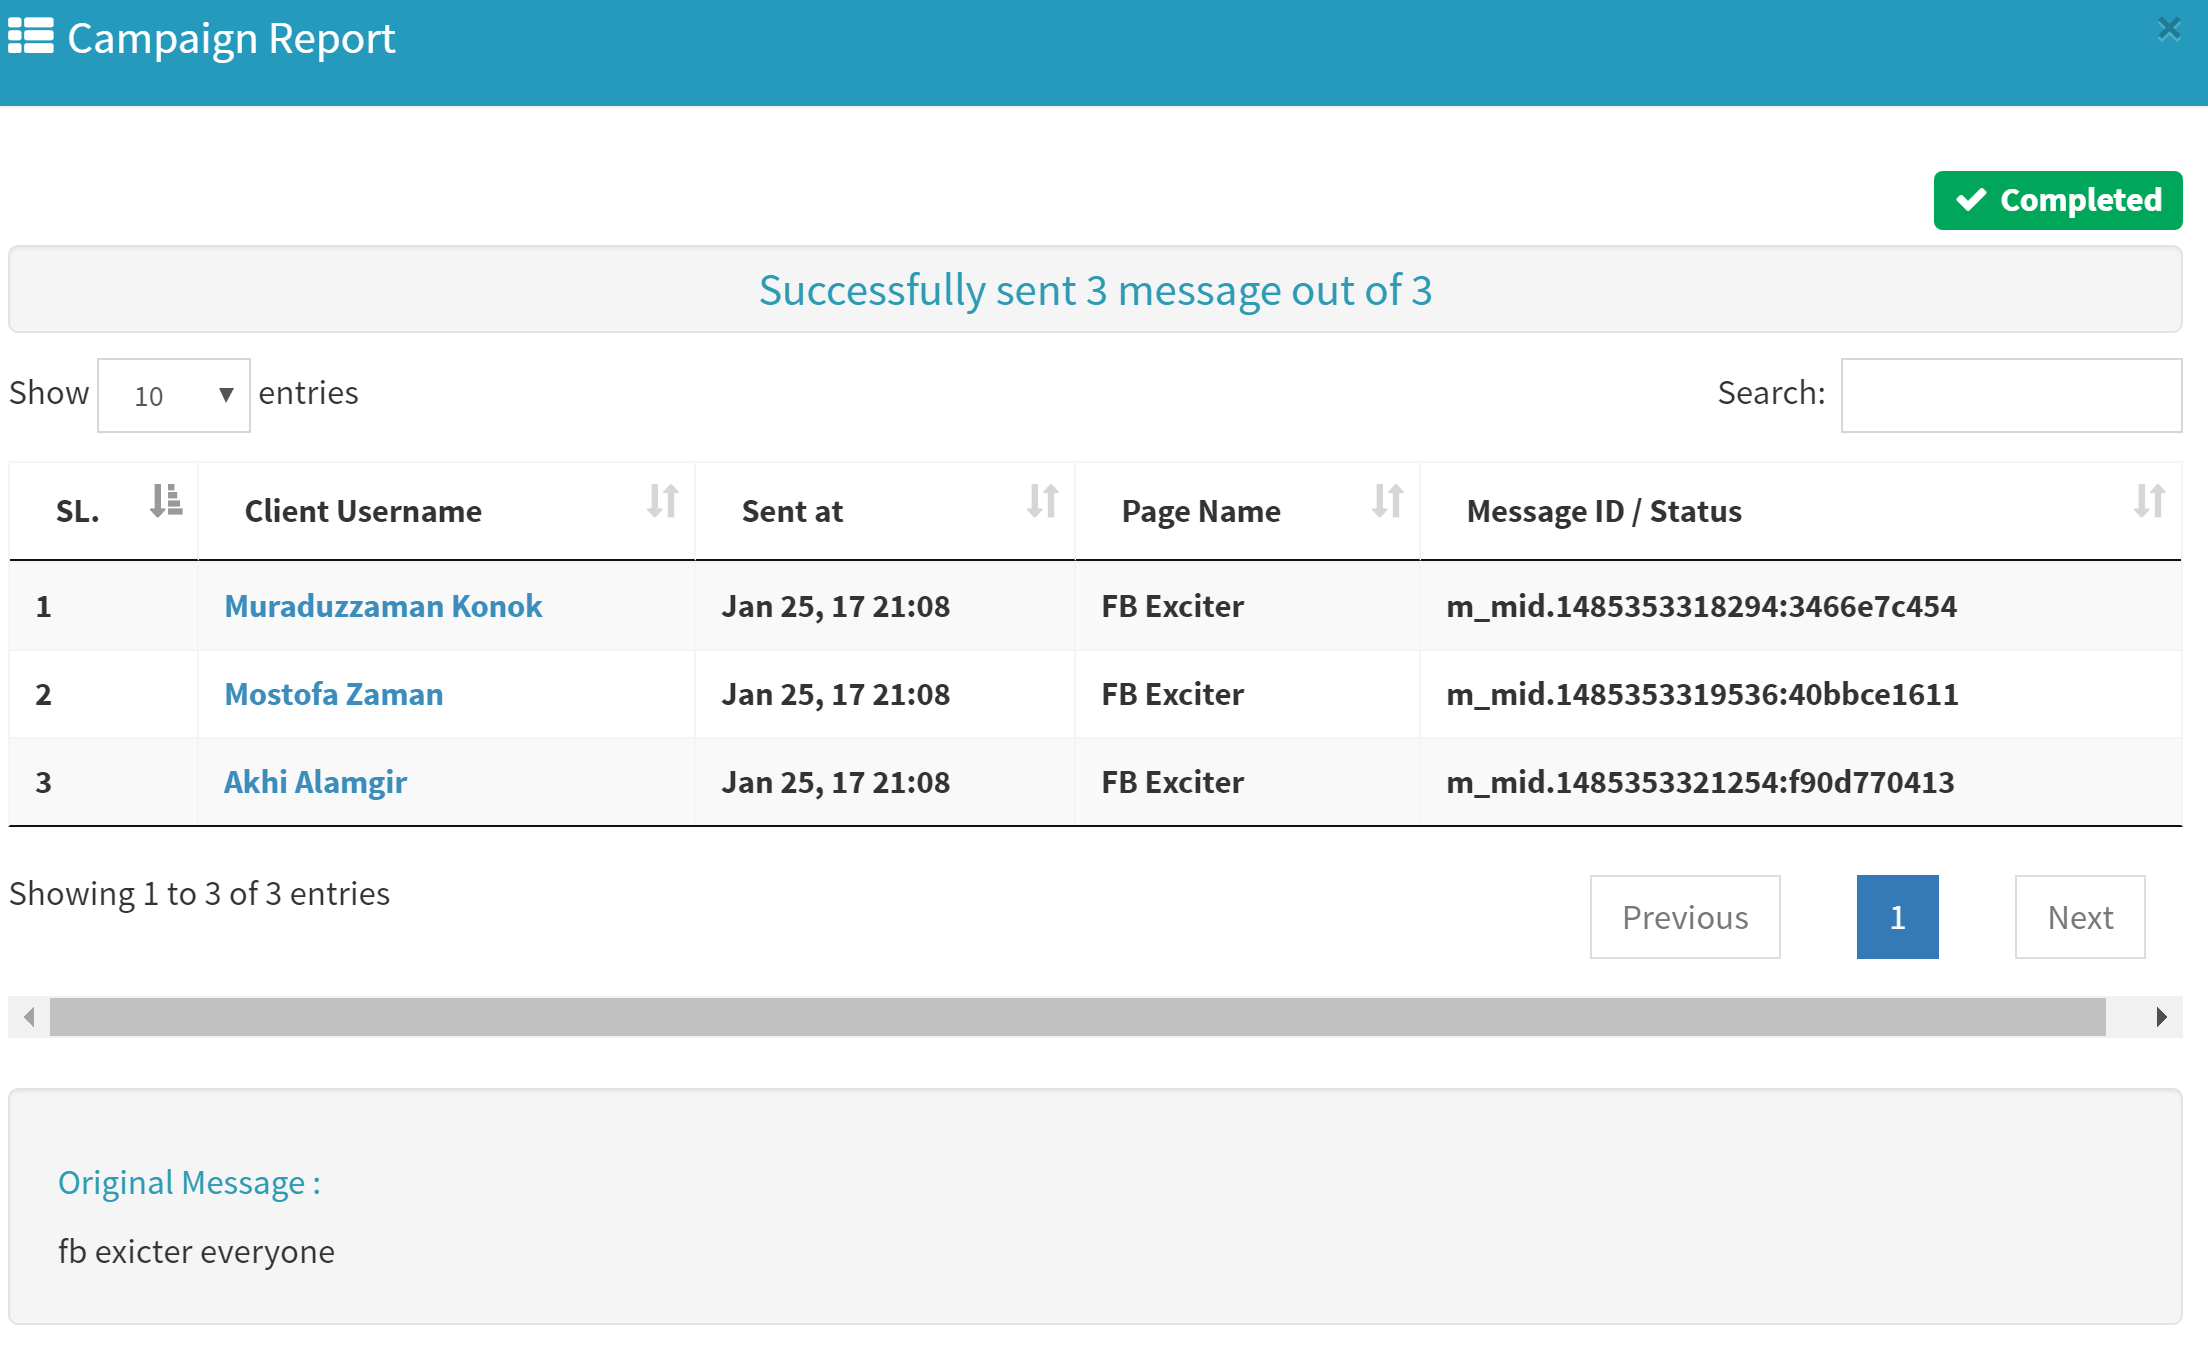 Campaign Report
Completed
Successfully sent 3 message out of 3
Show 10 entries Search:
SL. Client Username Sent at Page Name Message ID / Status
1 Muraduzzaman Konok Jan 25, 17 21:08 FB Exciter m_mid.1485353318294:3466e7c454
2 Mostofa Zaman Jan 25, 17 21:08 FB Exciter m_mid.1485353319536:40bbce1611
3 Akhi Alamgir Jan 25, 17 21:08 FB Exciter m_mid.1485353321254:f90d770413
Showing 1 to 3 of 3 entries Previous 1 Next
Original Message :
fb exicter everyone